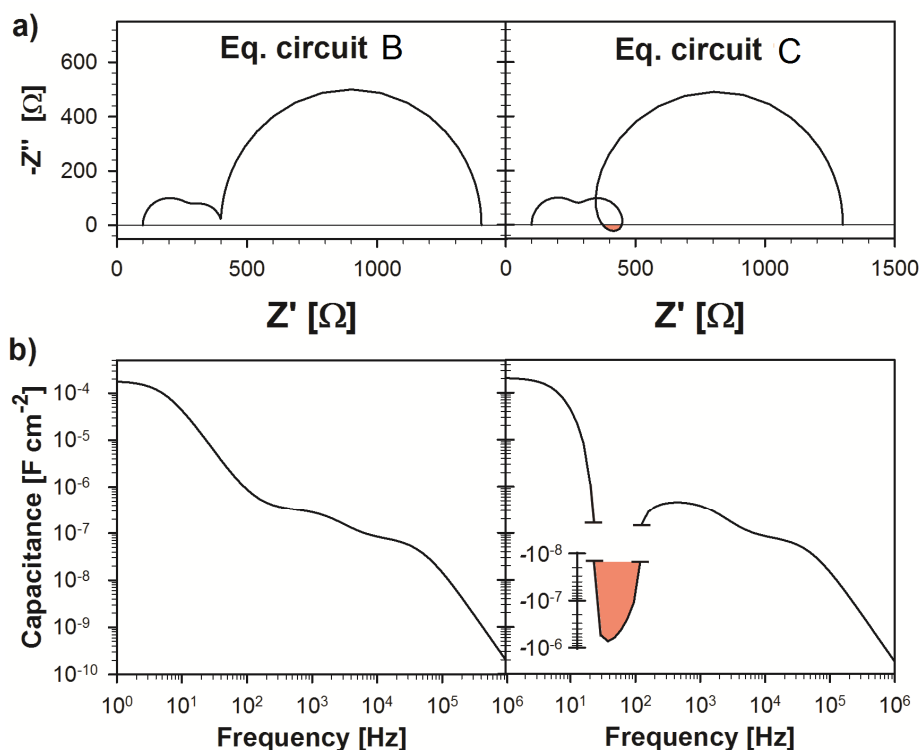 a)
Eq. circuit B
Eq. circuit C
-Z'' [Ω]
600
400
200
0
0 500 1000
0 500 1000 1500
Z' [Ω]
Z' [Ω]
b)
Capacitance [F cm⁻²]
10⁻⁴
10⁻⁵
10⁻⁶
10⁻⁷
10⁻⁸
10⁻⁹
10⁻¹⁰
-10⁻⁸
-10⁻⁷
-10⁻⁶
10⁰ 10¹ 10² 10³ 10⁴ 10⁵ 10⁶ 10¹ 10² 10³ 10⁴ 10⁵ 10⁶
Frequency [Hz]
Frequency [Hz]